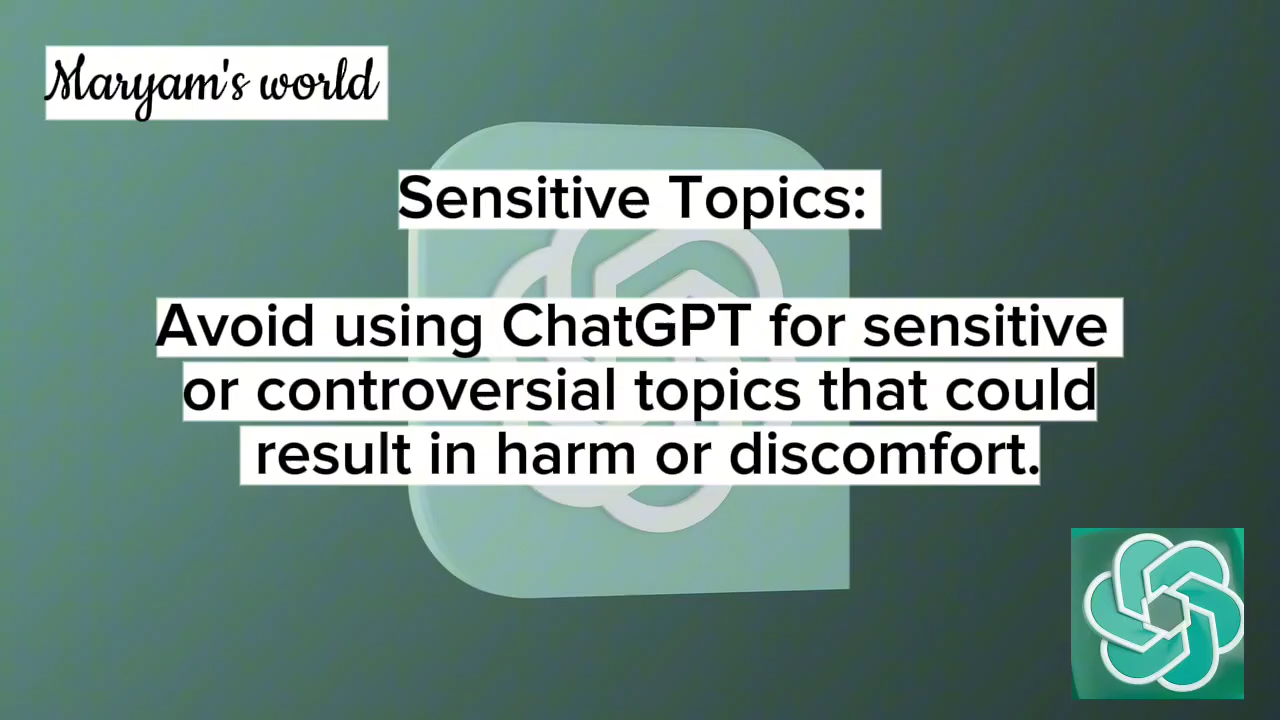 Maryam's world
Sensitive Topics:
Avoid using ChatGPT for sensitive
or controversial topics that could
result in harm or discomfort.